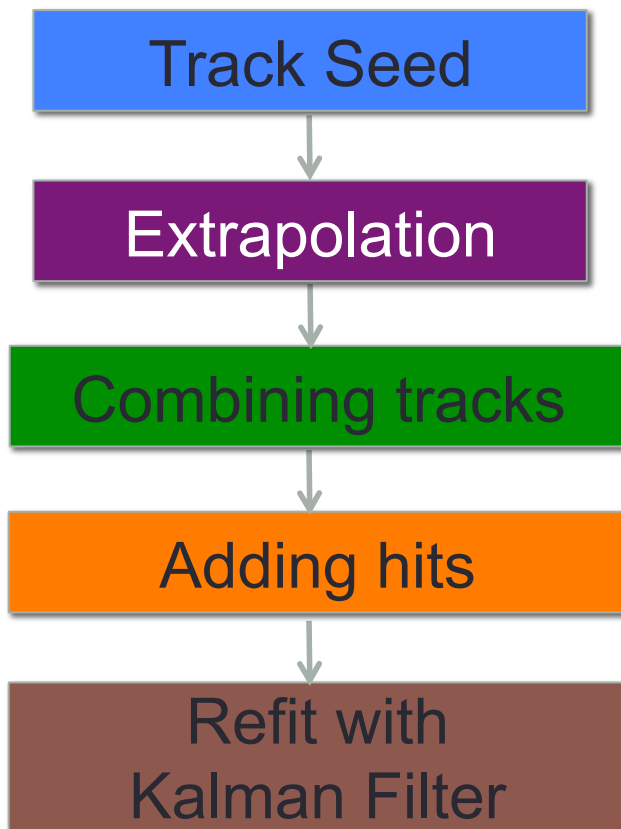 Track Seed
Extrapolation
Combining tracks
Adding hits
Refit with
Kalman Filter